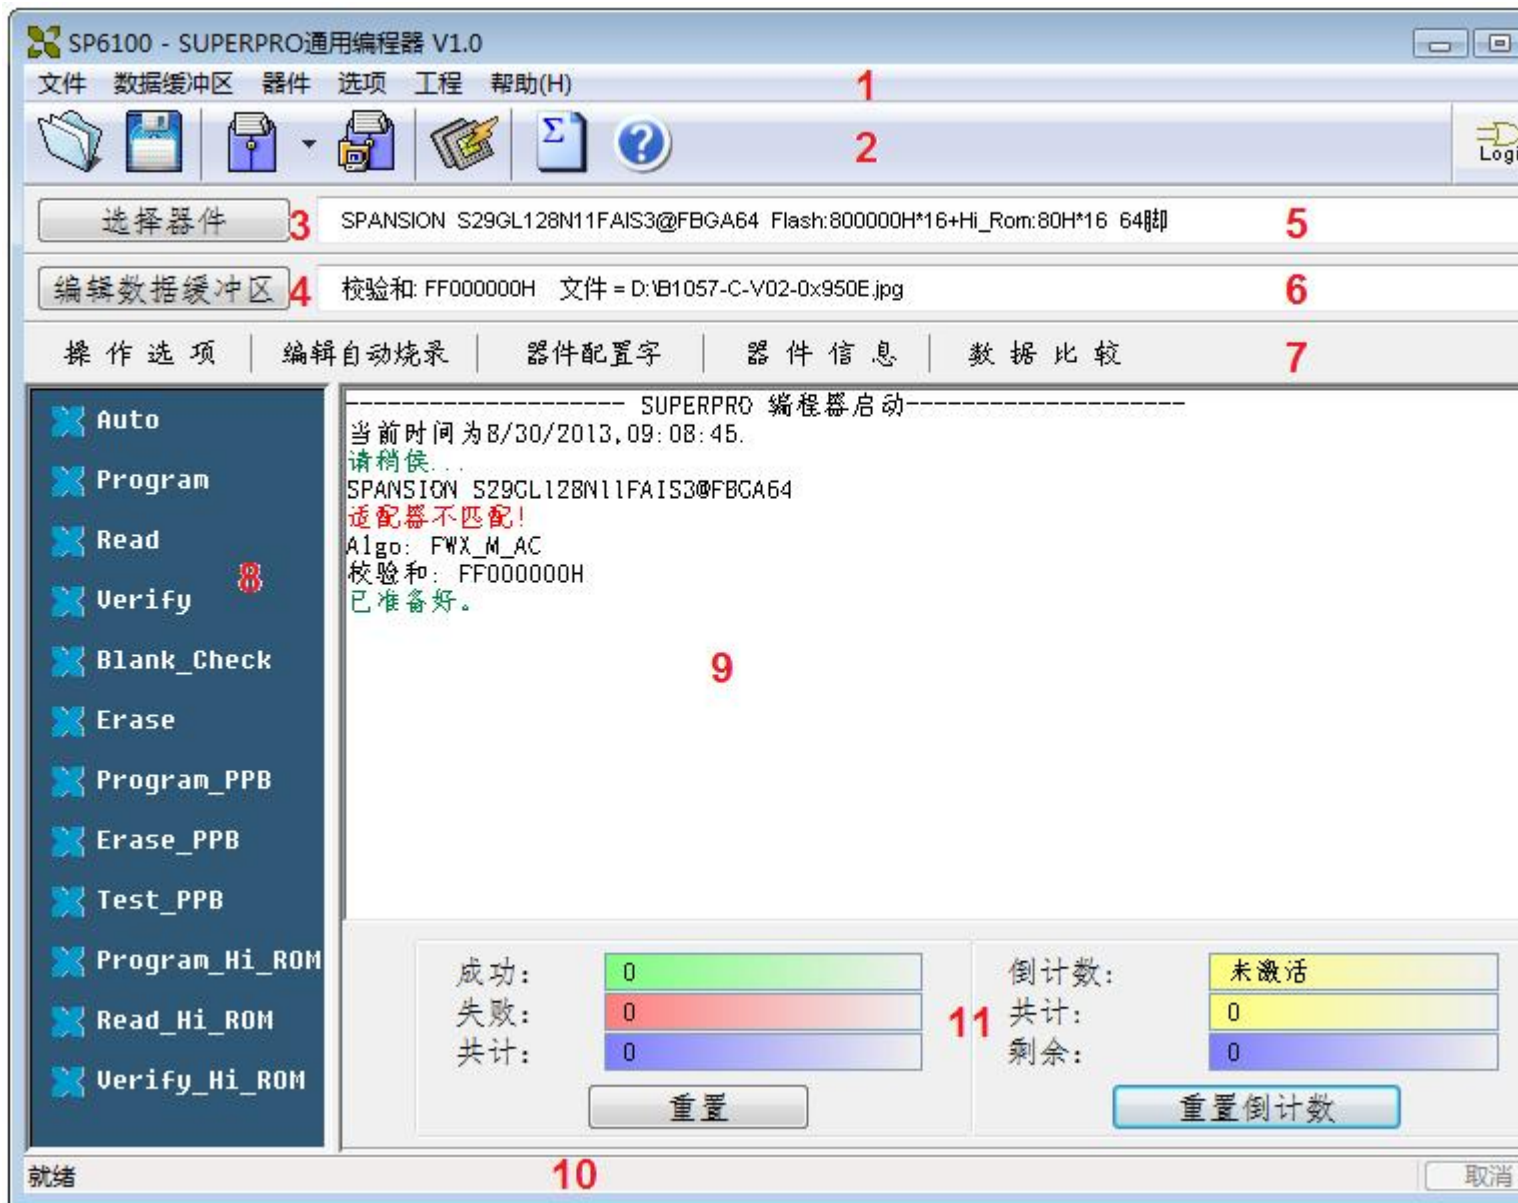 SP6100 - SUPERPRO通用编程器 V1.0
文件 数据缓冲区 器件 选项 工程 帮助(H) 1
Σ ? 2
Logi
选择器件 3 SPANSION S29GL128N11FAIS3@FBGA64 Flash:800000H*16+Hi_Rom:80H*16 64脚 5
编辑数据缓冲区 4 校验和: FF000000H 文件 = D:\B1057-C-V02-0x950E.jpg 6
操作选项 编辑自动烧录 器件配置字 器件信息 数据比较 7
Auto
Program
Read
8
Verify
Blank_Check
Erase
Program_PPB
Erase_PPB
Test_PPB
Program_Hi_ROM
Read_Hi_ROM
Verify_Hi_ROM
-------------------- SUPERPRO 编程器启动--------------------
当前时间为8/30/2013,09:08:45.
请稍侯...
SPANSION S29GL128N11FAIS3@FBGA64
适配器不匹配!
Algo: FWX_M_AC
校验和: FF000000H
已准备好。
9
成功: 0
失败: 0
共计: 0
重置
11
倒计数: 未激活
共计: 0
剩余: 0
重置倒计数
就绪 10 取消